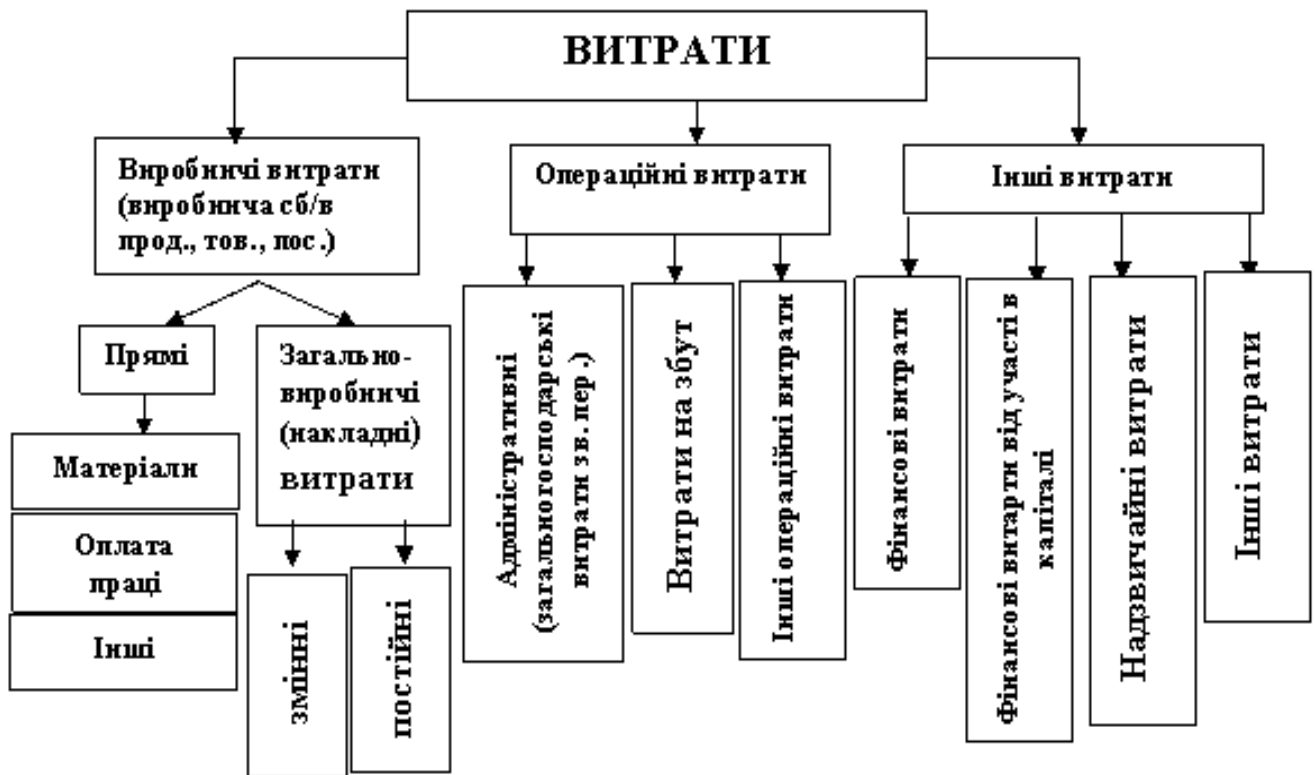 ВИТРАТИ
Виробничі витрати
(виробнича сб/в
прод., тов., пос.)
Операційні витрати
Інші витрати
Прямі
Загально-
виробничі
(накладні)
витрати
Матеріали
Оплата
праці
Інші
змінні
постійні
Адміністративні
(загальногосподарські
витрати зв. пер.)
Витрати на збут
Інші операційні витрати
Фінансові витрати
Фінансові витарти від участі в
капіталі
Надзвичайні витрати
Інші витрати